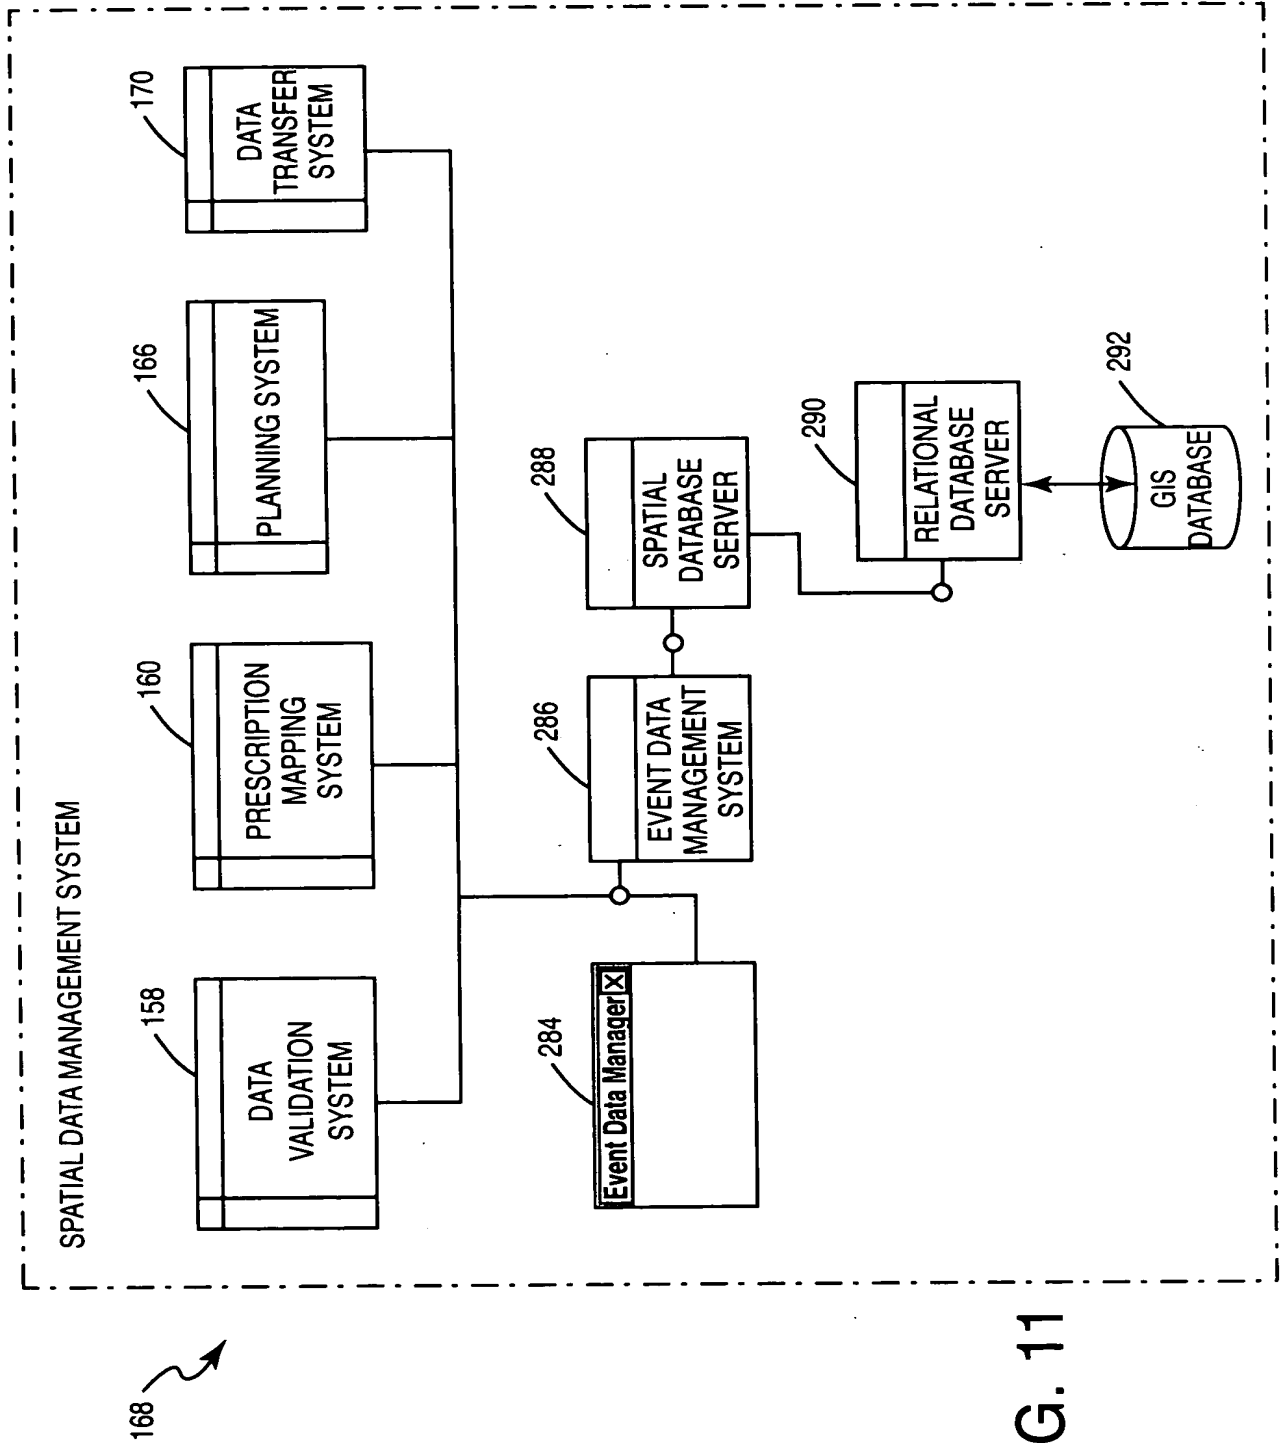 SPATIAL DATA MANAGEMENT SYSTEM
168
158
DATA
VALIDATION
SYSTEM
160
PRESCRIPTION
MAPPING
SYSTEM
166
PLANNING SYSTEM
170
DATA
TRANSFER
SYSTEM
284
Event Data Manager X
286
EVENT DATA
MANAGEMENT
SYSTEM
288
SPATIAL
DATABASE
SERVER
290
RELATIONAL
DATABASE
SERVER
292
GIS
DATABASE
G. 11